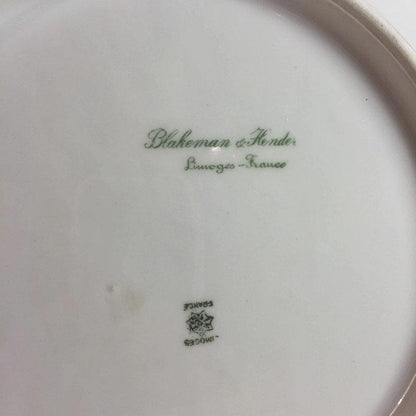 Blakeman & Hender
Limoges-France
FRANCE
LIMOGES